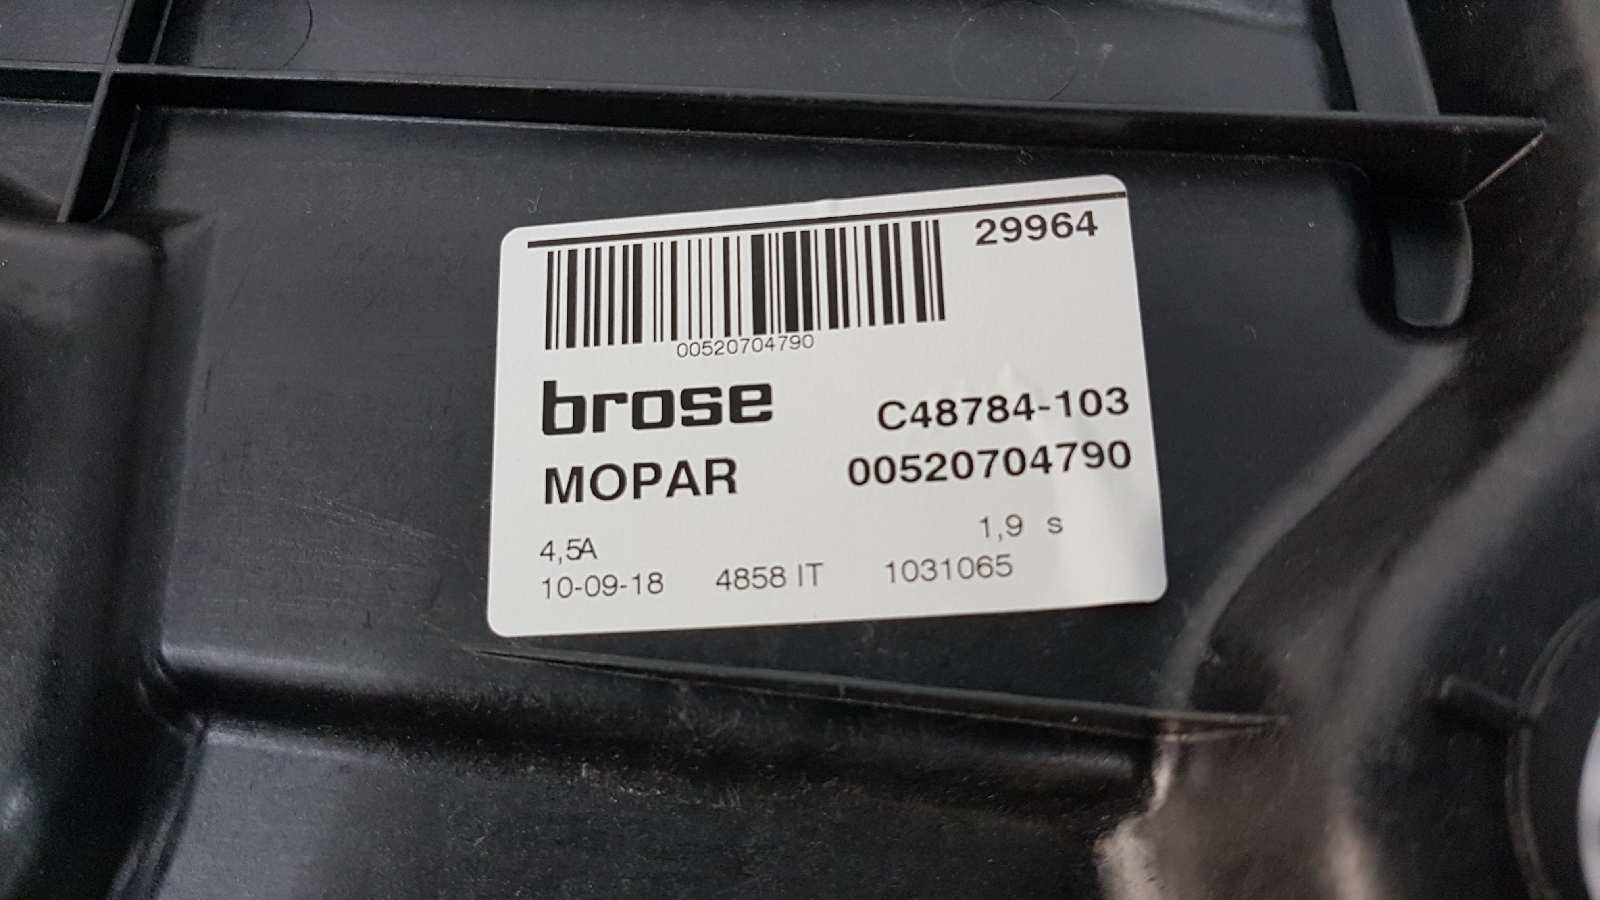 29964
00520704790
brose C48784-103
MOPAR 00520704790
4,5A 1,9 s
10-09-18 4858 IT 1031065